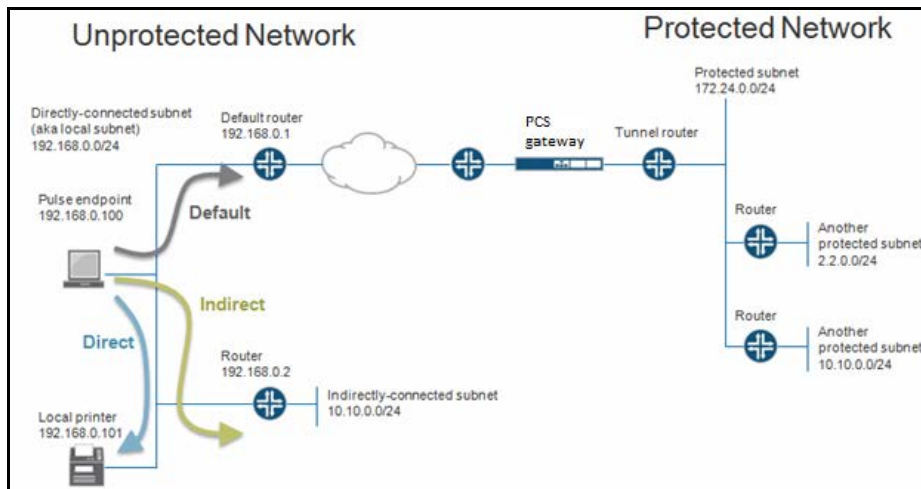 Unprotected Network
Protected Network
Directly-connected subnet
(aka local subnet)
192.168.0.0/24
Default router
192.168.0.1
PCS
gateway
Tunnel router
Protected subnet
172.24.0.0/24
Pulse endpoint
192.168.0.100
Default
Router
Another
protected subnet
2.2.0.0/24
Indirect
Direct
Router
192.168.0.2
Indirectly-connected subnet
10.10.0.0/24
Router
Another
protected subnet
10.10.0.0/24
Local printer
192.168.0.101